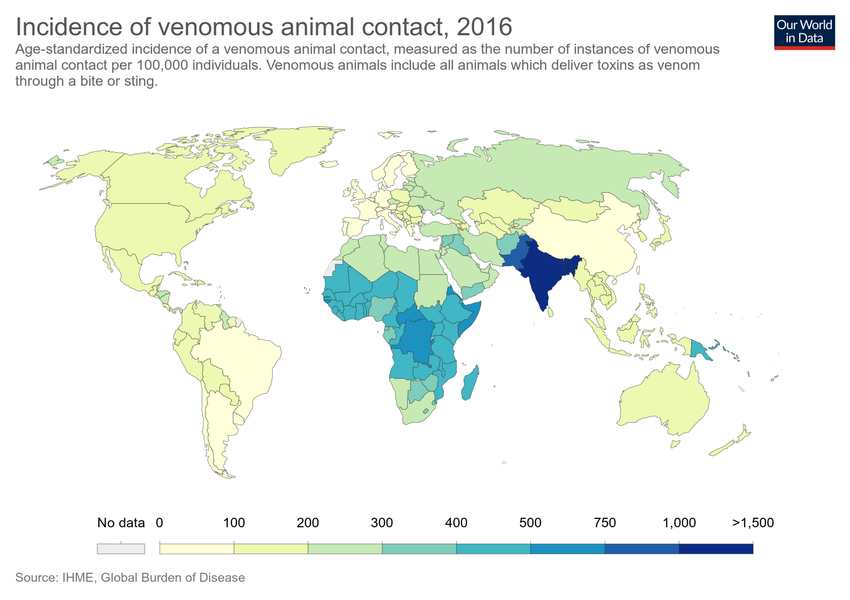 Incidence of venomous animal contact, 2016
Our World
in Data
Age-standardized incidence of a venomous animal contact, measured as the number of instances of venomous
animal contact per 100,000 individuals. Venomous animals include all animals which deliver toxins as venom
through a bite or sting.
No data 0 100 200 300 400 500 750 1,000 >1,500
Source: IHME, Global Burden of Disease